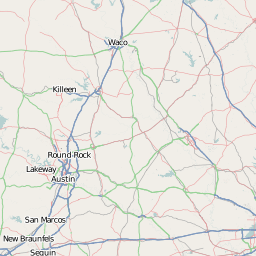 Waco
Killeen
Round-Rock
Lakeway
Austin
San Marcos
New Braunfels
Seguin